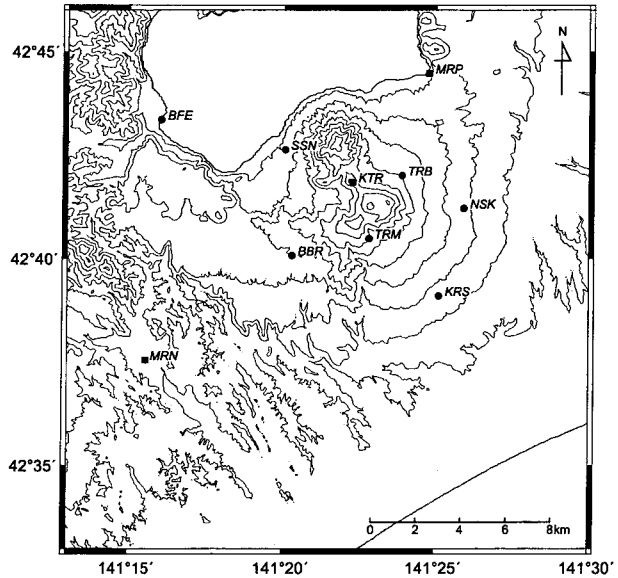 42°45'
N
MRP
BFE
SSN
KTR
TRB
NSK
TRM
42°40'
BBR
KRS
MRN
42°35'
0 2 4 6 8km
141°15' 141°20' 141°25' 141°30'